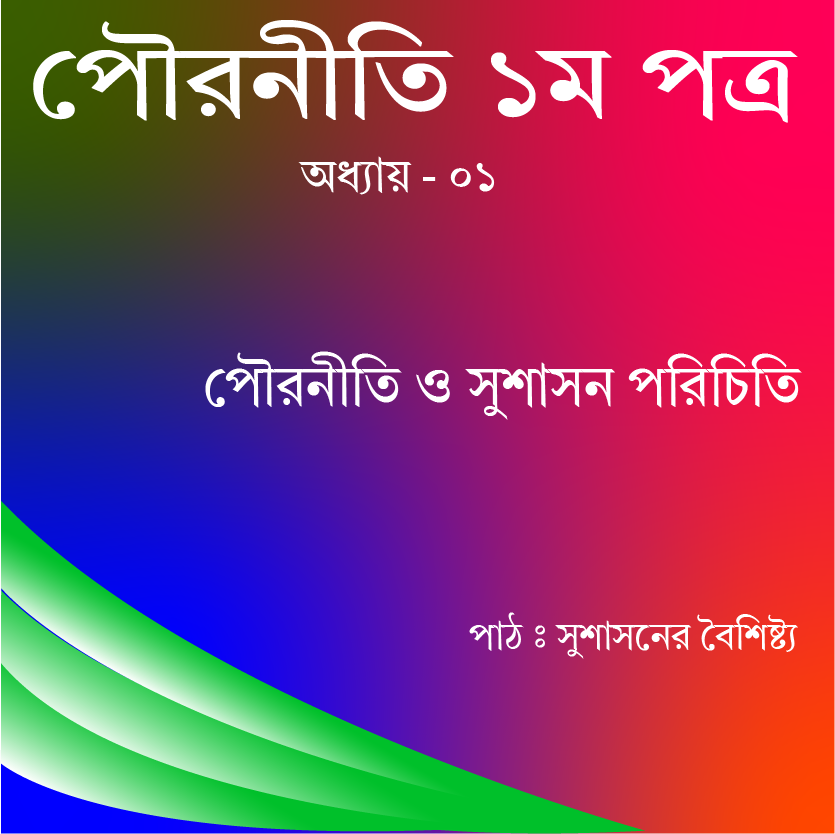 পৌরনীতি ১ম পত্র
অধ্যায় - ০১
পৌরনীতি ও সুশাসন পরিচিতি
পাঠ ঃ সুশাসনের বৈশিষ্ট্য